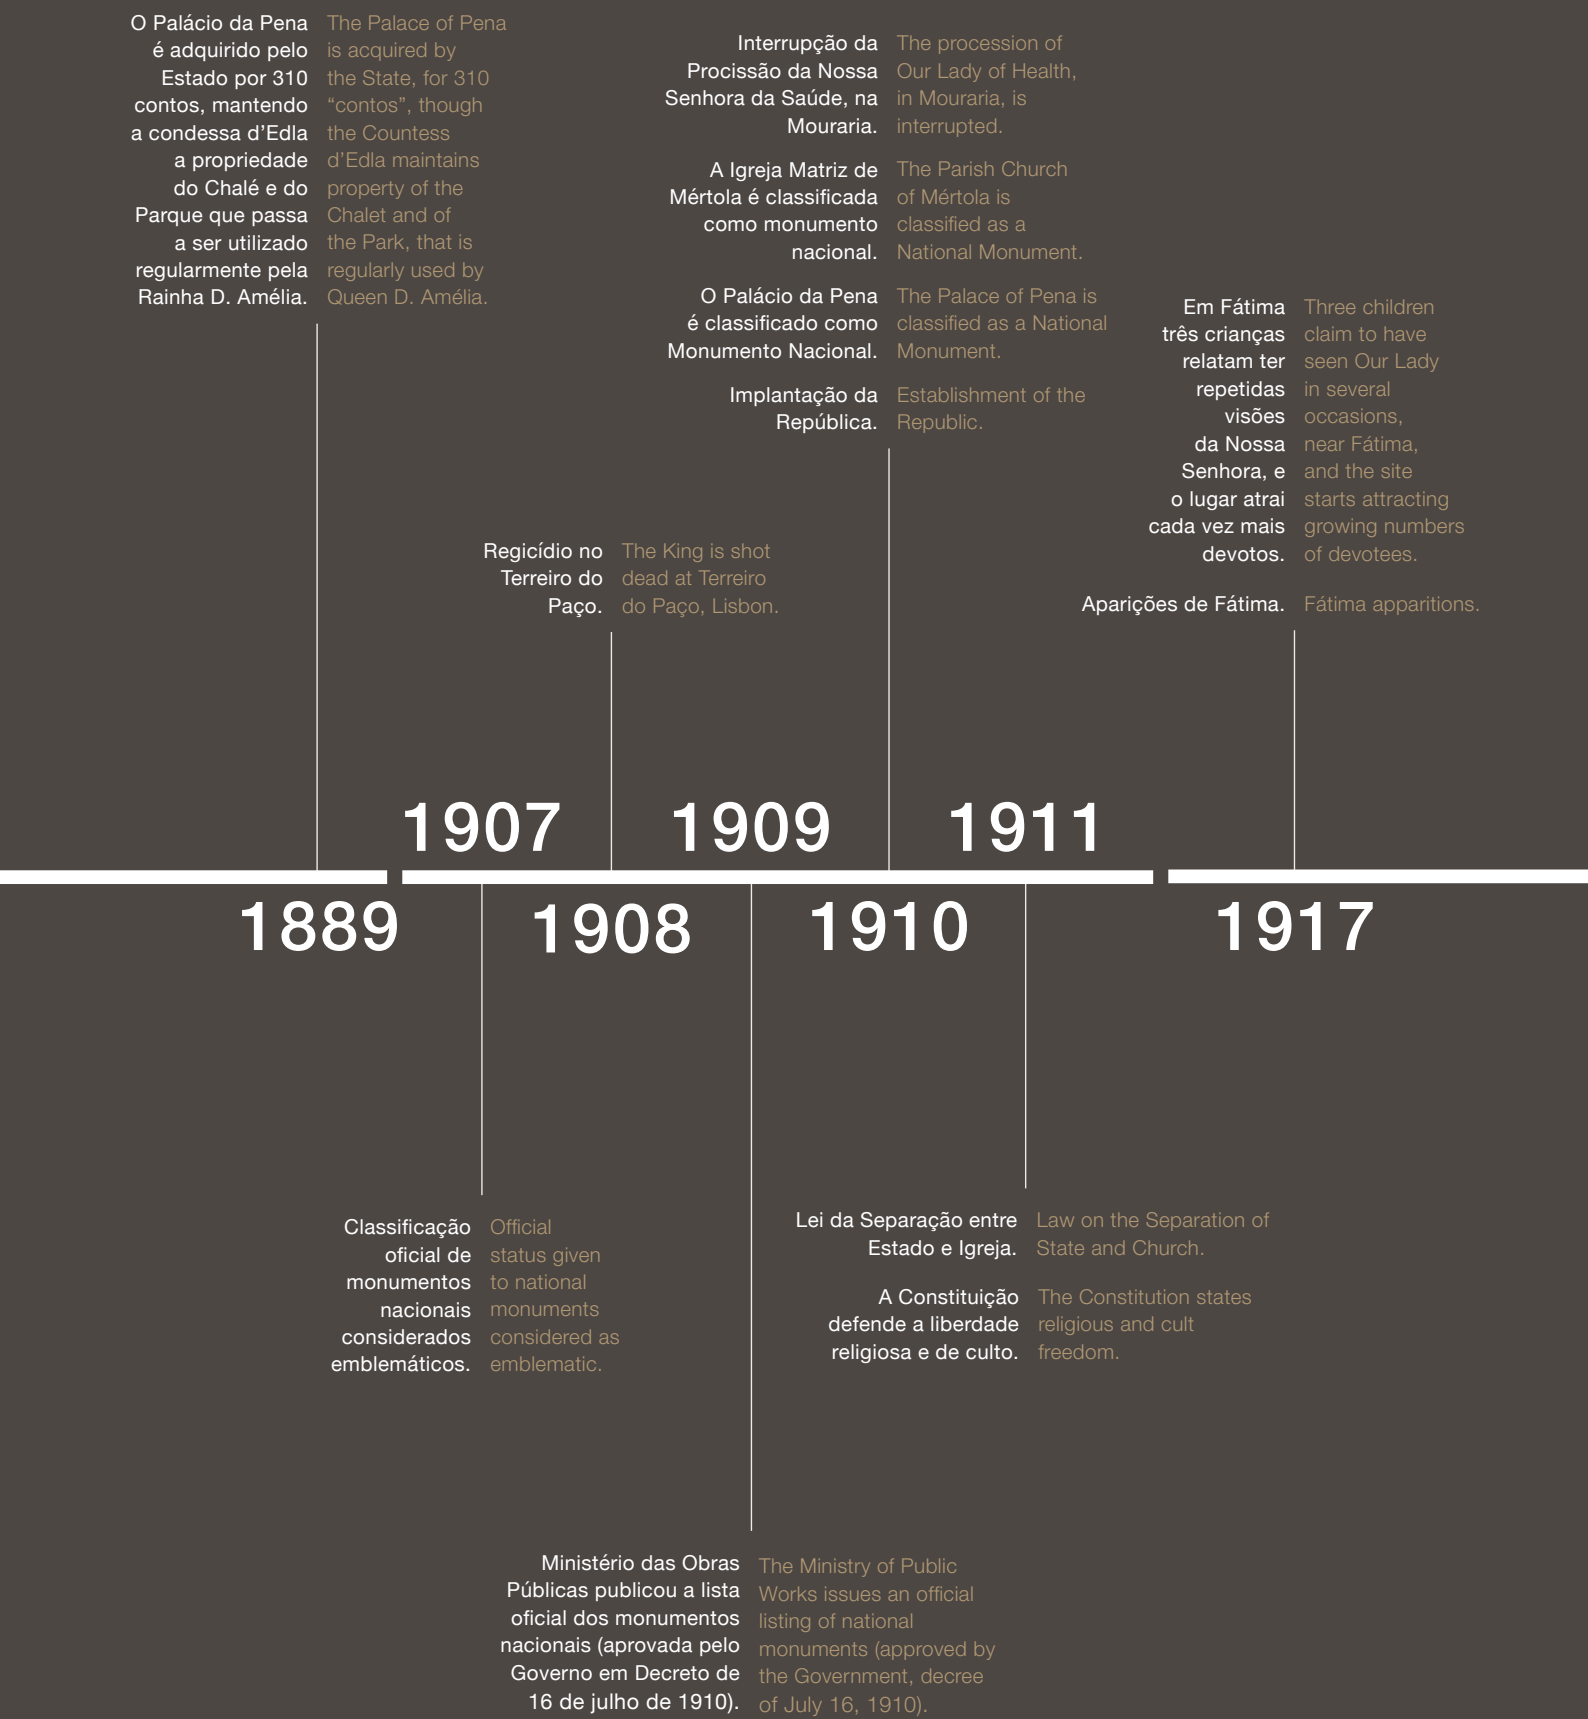 O Palácio da Pena
é adquirido pelo
Estado por 310
contos, mantendo
a condessa d’Edla
a propriedade
do Chalé e do
Parque que passa
a ser utilizado
regularmente pela
Rainha D. Amélia.
The Palace of Pena
is acquired by
the State, for 310
“contos”, though
the Countess
d’Edla maintains
property of the
Chalet and of
the Park, that is
regularly used by
Queen D. Amélia.
Interrupção da
Procissão da Nossa
Senhora da Saúde, na
Mouraria.
The procession of
Our Lady of Health,
in Mouraria, is
interrupted.
A Igreja Matriz de
Mértola é classificada
como monumento
nacional.
The Parish Church
of Mértola is
classified as a
National Monument.
O Palácio da Pena
é classificado como
Monumento Nacional.
The Palace of Pena is
classified as a National
Monument.
Implantação da
República.
Establishment of the
Republic.
Em Fátima
três crianças
relatam ter
repetidas
visões
da Nossa
Senhora, e
o lugar atrai
cada vez mais
devotos.
Three children
claim to have
seen Our Lady
in several
occasions,
near Fátima,
and the site
starts attracting
growing numbers
of devotees.
Aparições de Fátima.
Fátima apparitions.
Regicídio no
Terreiro do
Paço.
The King is shot
dead at Terreiro
do Paço, Lisbon.
1907
1909
1911
1889
1908
1910
1917
Classificação
oficial de
monumentos
nacionais
considerados
emblemáticos.
Official
status given
to national
monuments
considered as
emblematic.
Lei da Separação entre
Estado e Igreja.
Law on the Separation of
State and Church.
A Constituição
defende a liberdade
religiosa e de culto.
The Constitution states
religious and cult
freedom.
Ministério das Obras
Públicas publicou a lista
oficial dos monumentos
nacionais (aprovada pelo
Governo em Decreto de
16 de julho de 1910).
The Ministry of Public
Works issues an official
listing of national
monuments (approved by
the Government, decree
of July 16, 1910).